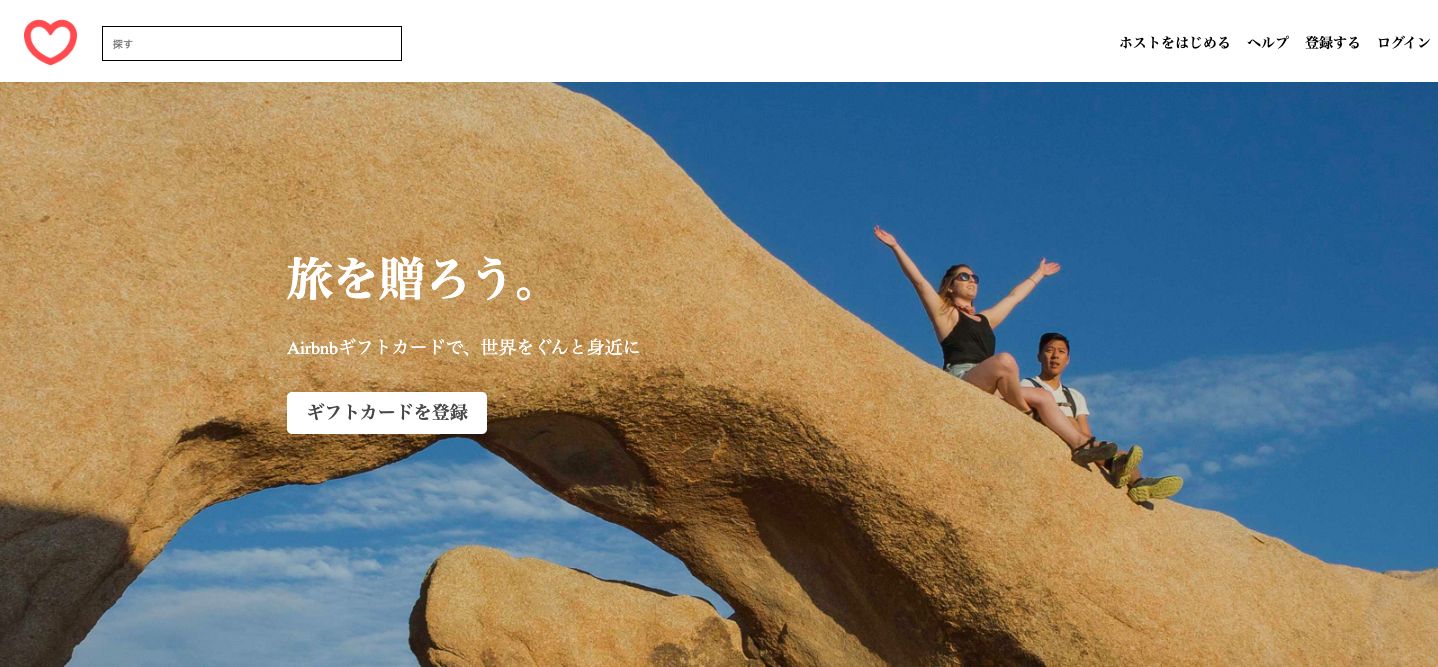 探す
ホストをはじめる ヘルプ 登録する ログイン
旅を贈ろう。
Airbnbギフトカードで、世界をぐんと身近に
ギフトカードを登録